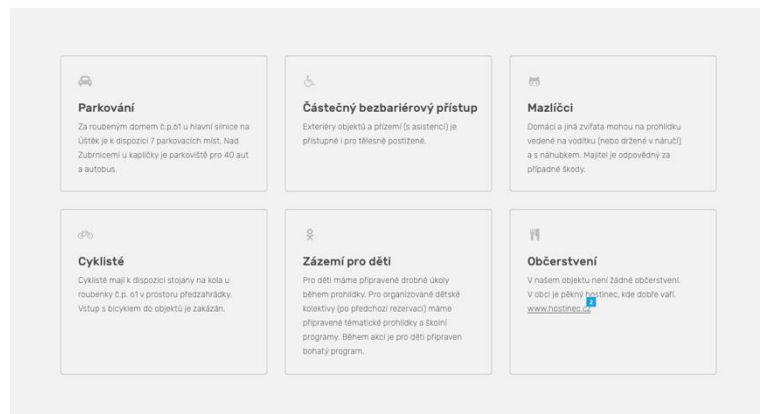 Parkování
Za roubeným domem č.p.61 u hlavní silnice na
Úštěk je k dispozici 7 parkovacích míst. Nad
Zubrnicemi u kapličky je parkoviště pro 40 aut
a autobus.
Částečný bezbariérový přístup
Exteriéry objektů a přízemí (s asistencí) je
přístupné i pro tělesně postižené.
Mazlíčci
Domácí a jiná zvířata mohou na prohlídku
vedené na vodítku (nebo držené v náručí)
a s náhubkem. Majitel je odpovědný za
případné škody.
Cyklisté
Cyklisté mají k dispozici stojany na kola u
roubenky č.p. 61 v prostoru předzahrádky.
Vstup s bicyklem do objektů je zakázán.
Zázemí pro děti
Pro děti máme připravené drobné úkoly
během prohlídky. Pro organizované dětské
kolektivy (po předchozí rezervaci) máme
připravené tématické prohlídky a školní
programy. Během akcí je pro děti připraven
bohatý program.
Občerstvení
V našem objektu není žádné občerstvení.
V obci je pěkný hostinec, kde dobře vaří.
2
www.hostinec.cz